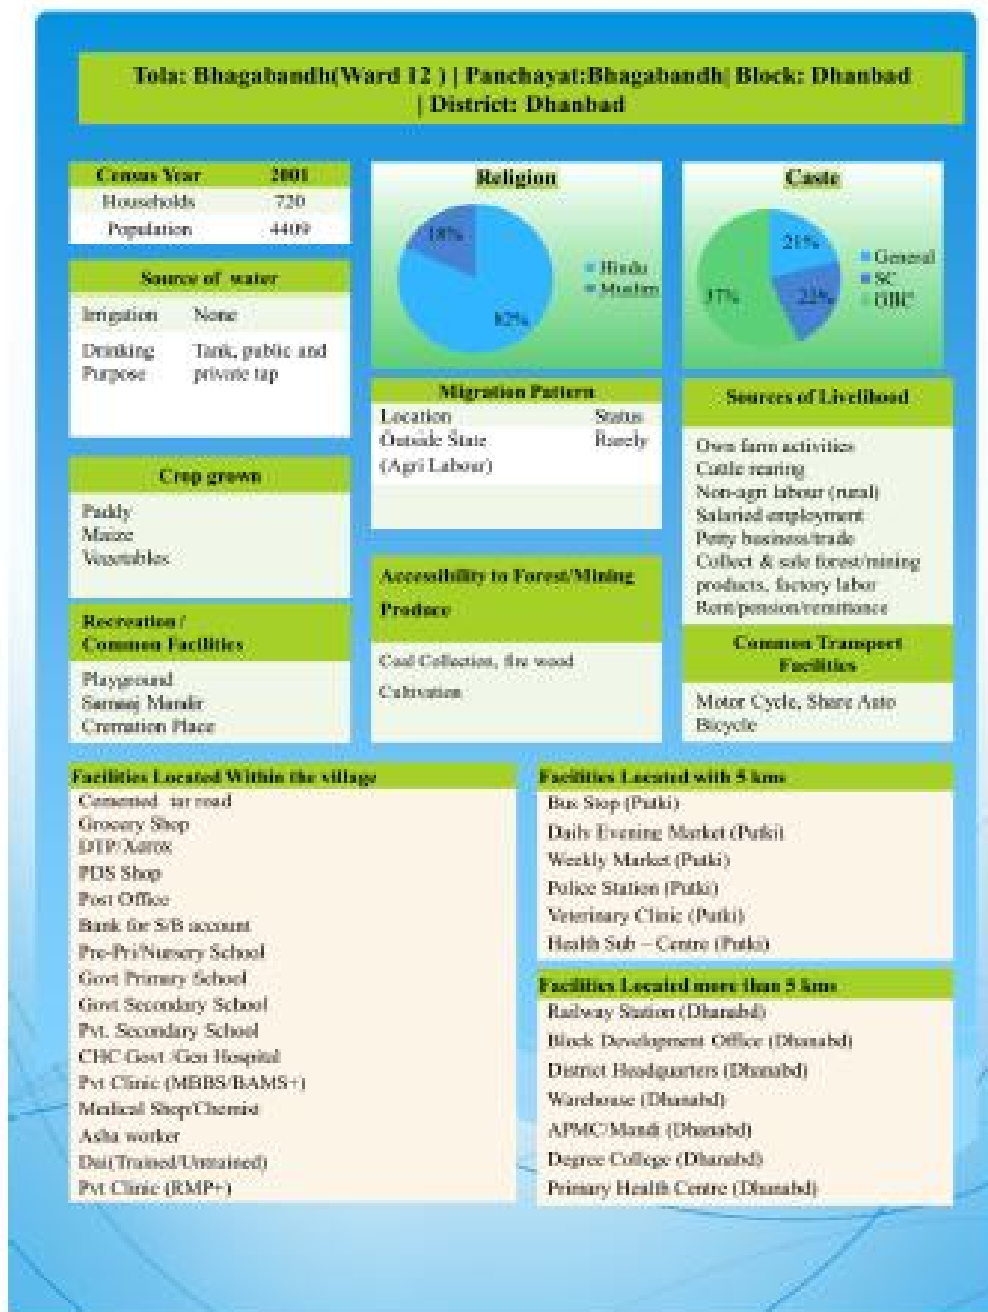 Tola: Bhagabandh(Ward 12 ) | Panchayat:Bhagabandh| Block: Dhanbad
| District: Dhanbad
Census Year 2001
Households 720
Population 4409
Source of water
Irrigation None
Drinking Tank, public and
Purpose private tap
Crop grown
Paddy
Maize
Vegetables
Recreation/
Common Facilities
Playground
Samaaj Mandir
Cremation Place
Religion
18%
82%
Hindu
Muslim
Migration Pattern
Location Status
Outside State Rarely
(Agri Labour)
Accessibility to Forest/Mining
Produce
Coal Collection, fire wood
Cultivation
Caste
21%
22%
General
SC
OBC
Sources of Livelihood
Own farm activities
Cattle rearing
Non-agri labour (rural)
Salaried employment
Petty business/trade
Collect & sale forest/mining
products, factory labor
Rent/pension/remittance
Common Transport
Facilities
Motor Cycle, Share Auto
Bicycle
Facilities Located Within the village
Cemented tar road
Grocery Shop
DTP/Xerox
PDS Shop
Post Office
Bank for S/B account
Pre-Pri/Nursery School
Govt Primary School
Govt Secondary School
Pvt. Secondary School
CHC Govt /Gen Hospital
Pvt Clinic (MBBS/BAMS+)
Medical Shop/Chemist
Asha worker
Dai(Trained/Untrained)
Pvt Clinic (RMP+)
Facilities Located with 5 kms
Bus Stop (Putki)
Daily Evening Market (Putki)
Weekly Market (Putki)
Police Station (Putki)
Veterinary Clinic (Putki)
Health Sub – Centre (Putki)
Facilities Located more than 5 kms
Railway Station (Dhanabd)
Block Development Office (Dhanabd)
District Headquarters (Dhanabd)
Warehouse (Dhanabd)
APMC/Mandi (Dhanabd)
Degree College (Dhanabd)
Primary Health Centre (Dhanabd)